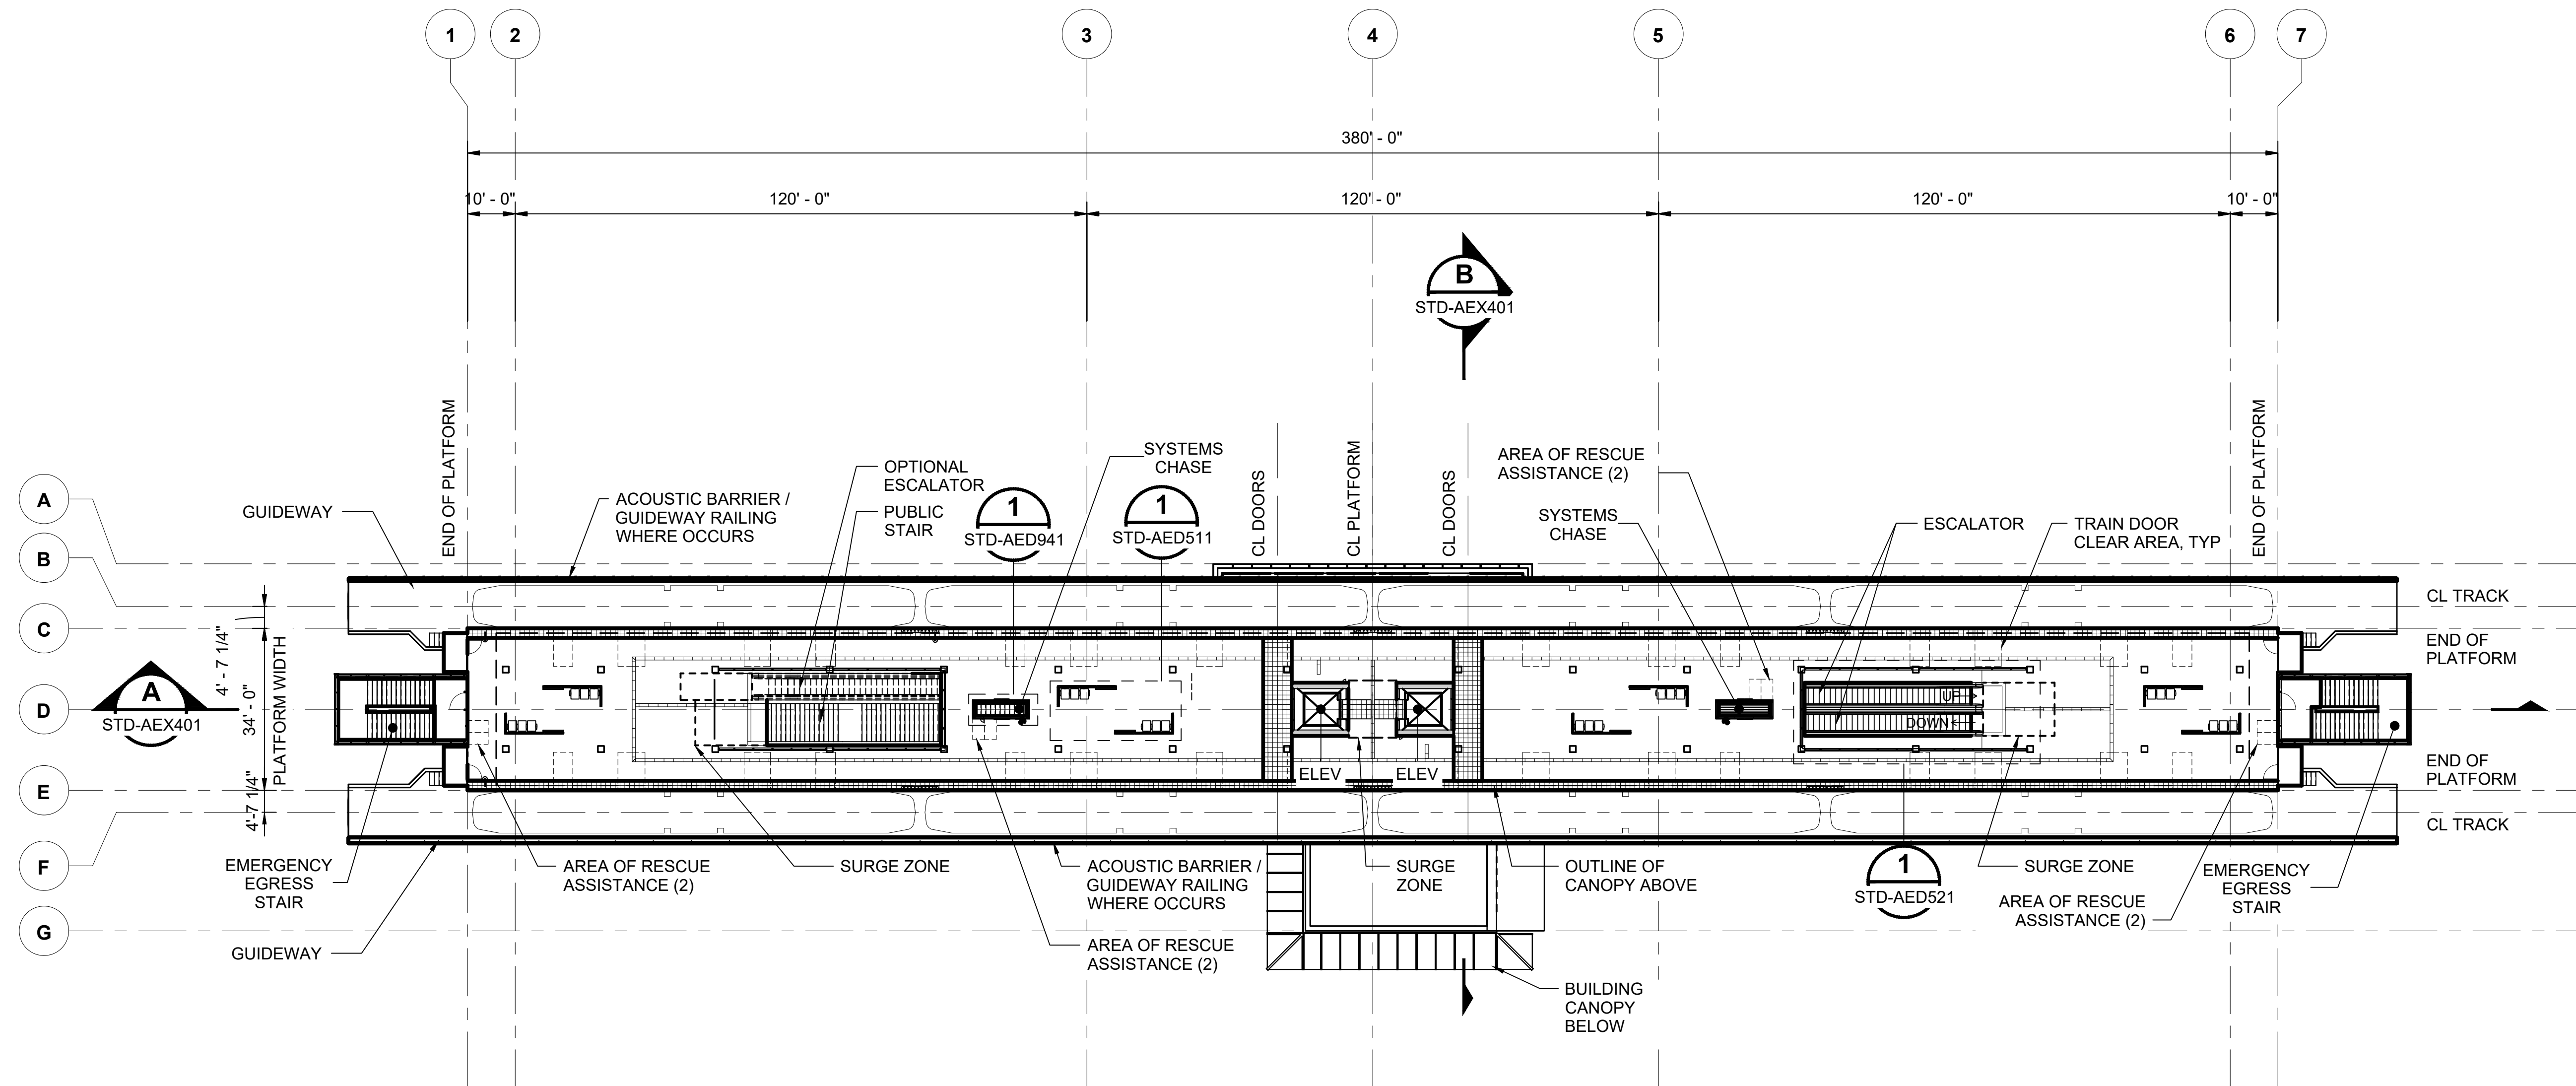 1
2
3
4
5
6
7
380' - 0"
10' - 0"
120' - 0"
120' - 0"
120' - 0"
10' - 0"
B
STD-AEX401
END OF PLATFORM
OPTIONAL
ESCALATOR
PUBLIC
STAIR
SYSTEMS
CHASE
CL DOORS
CL PLATFORM
CL DOORS
AREA OF RESCUE
ASSISTANCE (2)
SYSTEMS
CHASE
ESCALATOR
TRAIN DOOR
CLEAR AREA, TYP
END OF PLATFORM
A
B
C
D
E
F
G
GUIDEWAY
ACOUSTIC BARRIER /
GUIDEWAY RAILING
WHERE OCCURS
1
STD-AED941
1
STD-AED511
CL TRACK
END OF
PLATFORM
4' - 7 1/4"
34' - 0"
PLATFORM WIDTH
4'- 7 1/4"
A
STD-AEX401
UP
DOWN
ELEV
ELEV
END OF
PLATFORM
CL TRACK
EMERGENCY
EGRESS
STAIR
AREA OF RESCUE
ASSISTANCE (2)
SURGE ZONE
ACOUSTIC BARRIER /
GUIDEWAY RAILING
WHERE OCCURS
SURGE
ZONE
OUTLINE OF
CANOPY ABOVE
1
STD-AED521
SURGE ZONE
AREA OF RESCUE
ASSISTANCE (2)
EMERGENCY
EGRESS
STAIR
GUIDEWAY
AREA OF RESCUE
ASSISTANCE (2)
BUILDING
CANOPY
BELOW